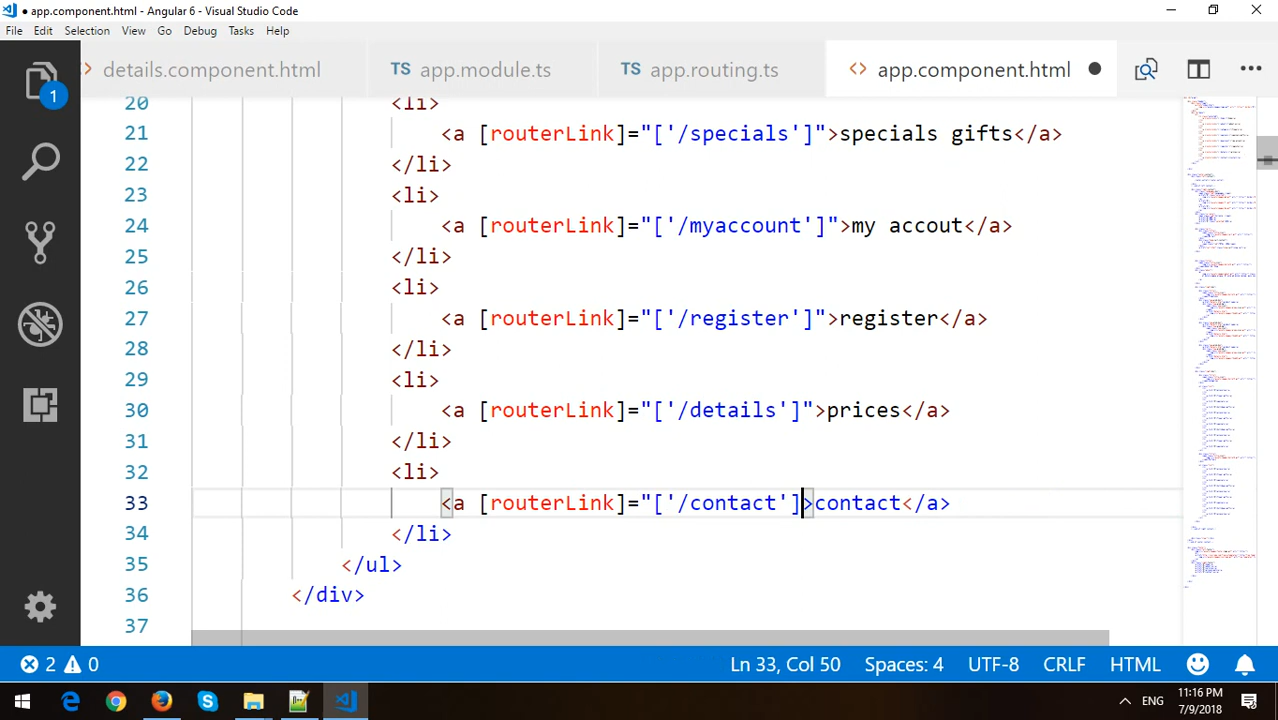 app.component.html - Angular 6 - Visual Studio Code
File Edit Selection View Go Debug Tasks Help
details.component.html TS app.module.ts TS app.routing.ts <> app.component.html
1
20 <li>
21 <a [routerLink]="['/specials']">specials gifts</a>
22 </li>
23 <li>
24 <a [routerLink]="['/myaccount']">my accout</a>
25 </li>
26 <li>
27 <a [routerLink]="['/register']">register</a>
28 </li>
29 <li>
30 <a [routerLink]="['/details']">prices</a>
31 </li>
32 <li>
33 <a [routerLink]="['/contact']>contact</a>
34 </li>
35 </ul>
36 </div>
37
2 0 Ln 33, Col 50 Spaces: 4 UTF-8 CRLF HTML
ENG 11:16 PM
7/9/2018